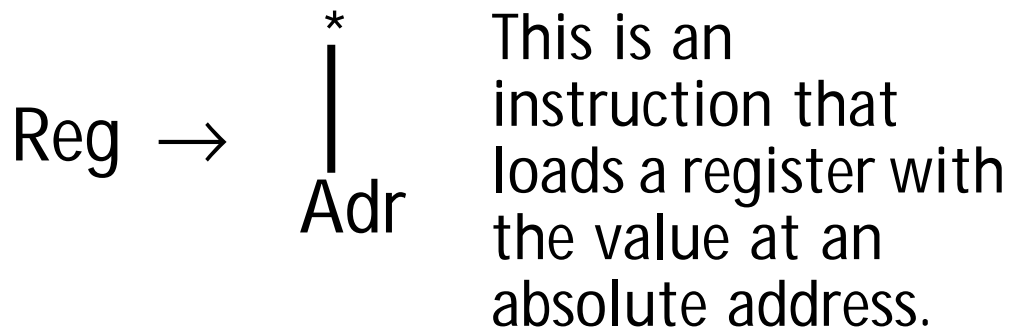 *
Reg →
Adr
This is an
instruction that
loads a register with
the value at an
absolute address.